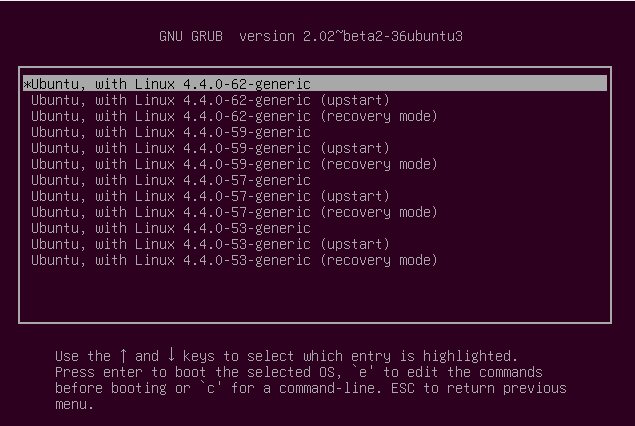 GNU GRUB  version 2.02~beta2-36ubuntu3
*Ubuntu, with Linux 4.4.0-62-generic
Ubuntu, with Linux 4.4.0-62-generic (upstart)
Ubuntu, with Linux 4.4.0-62-generic (recovery mode)
Ubuntu, with Linux 4.4.0-59-generic
Ubuntu, with Linux 4.4.0-59-generic (upstart)
Ubuntu, with Linux 4.4.0-59-generic (recovery mode)
Ubuntu, with Linux 4.4.0-57-generic
Ubuntu, with Linux 4.4.0-57-generic (upstart)
Ubuntu, with Linux 4.4.0-57-generic (recovery mode)
Ubuntu, with Linux 4.4.0-53-generic
Ubuntu, with Linux 4.4.0-53-generic (upstart)
Ubuntu, with Linux 4.4.0-53-generic (recovery mode)
Use the ↑ and ↓ keys to select which entry is highlighted.
Press enter to boot the selected OS, `e' to edit the commands
before booting or `c' for a command-line. ESC to return previous
menu.